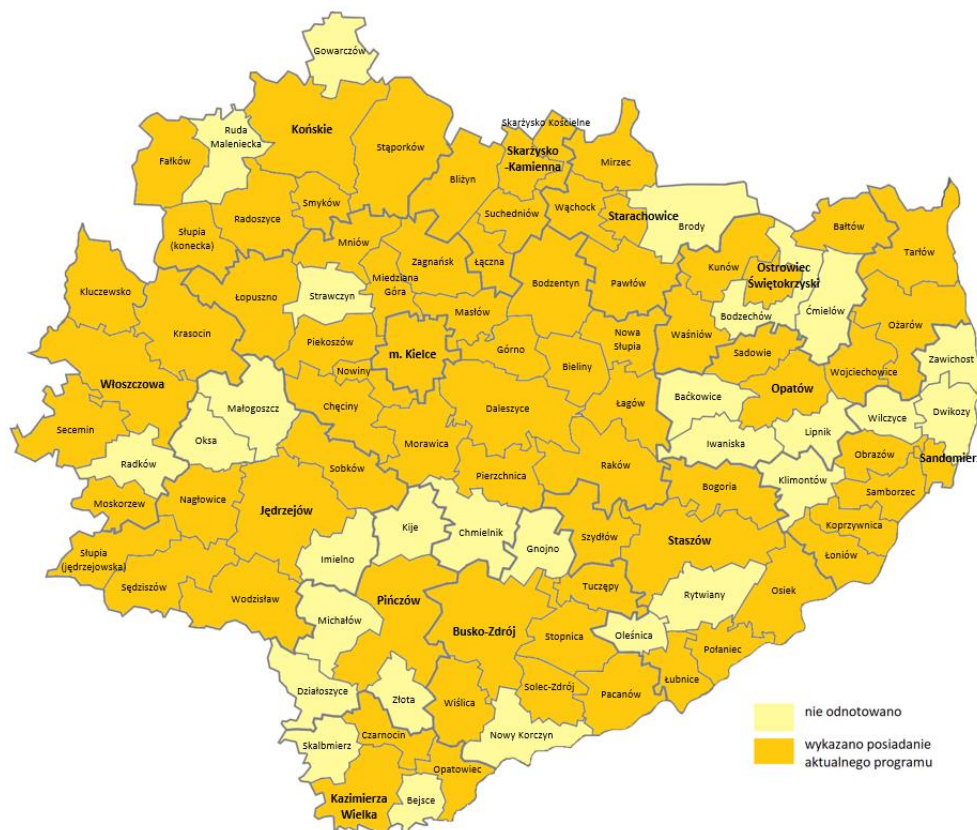 Gowarczów
Końskie
Ruda
Maleniecka
Stąporków
Fałków
Skarżysko Kościelne
Skarżysko
-Kamienna
Mirzec
Bliżyn
Smyków
Radoszyce
Suchedniów
Wąchock
Starachowice
Brody
Bałtów
Słupia
(konecka)
Mniów
Zagnańsk
Łączna
Tarłów
Kunów
Ostrowiec
Świętokrzyski
Kluczewsko
Łopuszno
Strawczyn
Miedziana
Góra
Bodzentyn
Pawłów
Masłów
Bodzechów
Ćmielów
Ożarów
Krasocin
Piekoszów
m. Kielce
Górno
Nowa
Słupia
Waśniów
Sadowie
Zawichost
Włoszczowa
Nowiny
Bieliny
Wojciechowice
Opatów
Małogoszcz
Chęciny
Daleszyce
Łagów
Baćkowice
Wilczyce
Dwikozy
Secemin
Oksa
Morawica
Lipnik
Iwaniska
Radków
Sobków
Pierzchnica
Raków
Obrazów
Sandomierz
Bogoria
Klimontów
Samborzec
Moskorzew
Nagłowice
Jędrzejów
Kije
Chmielnik
Gnojno
Szydłów
Staszów
Koprzywnica
Łoniów
Słupia
(jędrzejowska)
Imielno
Sędziszów
Tuczępy
Rytwiany
Osiek
Wodzisław
Pińczów
Michałów
Busko-Zdrój
Stopnica
Oleśnica
Połaniec
Działoszyce
Złota
Wiślica
Solec-Zdrój
Pacanów
Łubnice
Skalbmierz
Czarnocin
Nowy Korczyn
Opatowiec
Kazimierza
Wielka
Bejsce
nie odnotowano
wykazano posiadanie
aktualnego programu